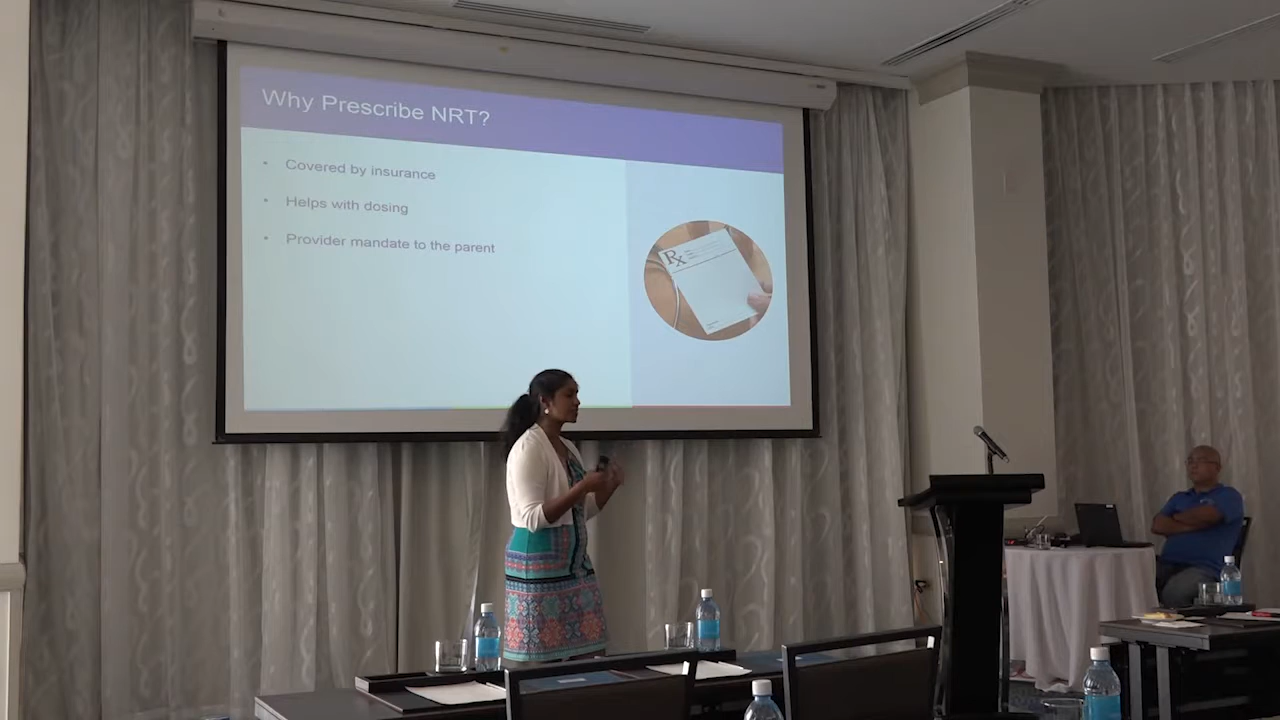 Why Prescribe NRT?
• Covered by insurance
• Helps with dosing
• Provider mandate to the parent
Rx